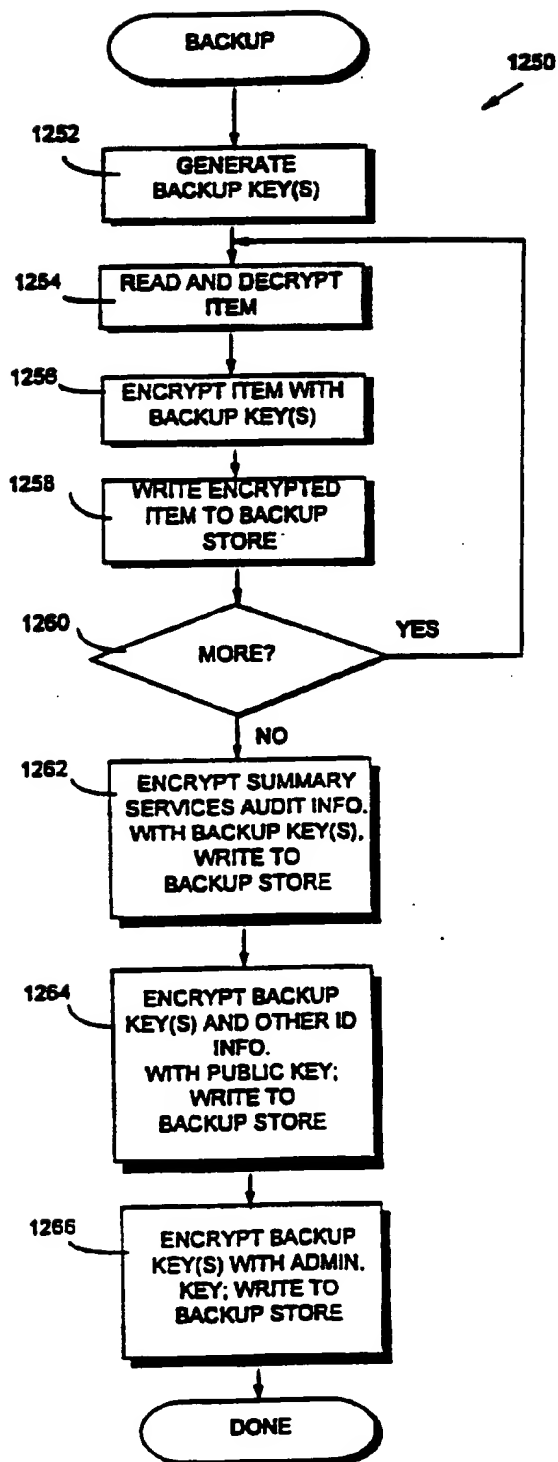 BACKUP
1250
1252
GENERATE
BACKUP KEY(S)
1254
READ AND DECRYPT
ITEM
1256
ENCRYPT ITEM WITH
BACKUP KEY(S)
1258
WRITE ENCRYPTED
ITEM TO BACKUP
STORE
1260
MORE?
YES
NO
1262
ENCRYPT SUMMARY
SERVICES AUDIT INFO.
WITH BACKUP KEY(S),
WRITE TO
BACKUP STORE
1264
ENCRYPT BACKUP
KEY(S) AND OTHER ID
INFO.
WITH PUBLIC KEY;
WRITE TO
BACKUP STORE
1266
ENCRYPT BACKUP
KEY(S) WITH ADMIN.
KEY; WRITE TO
BACKUP STORE
DONE